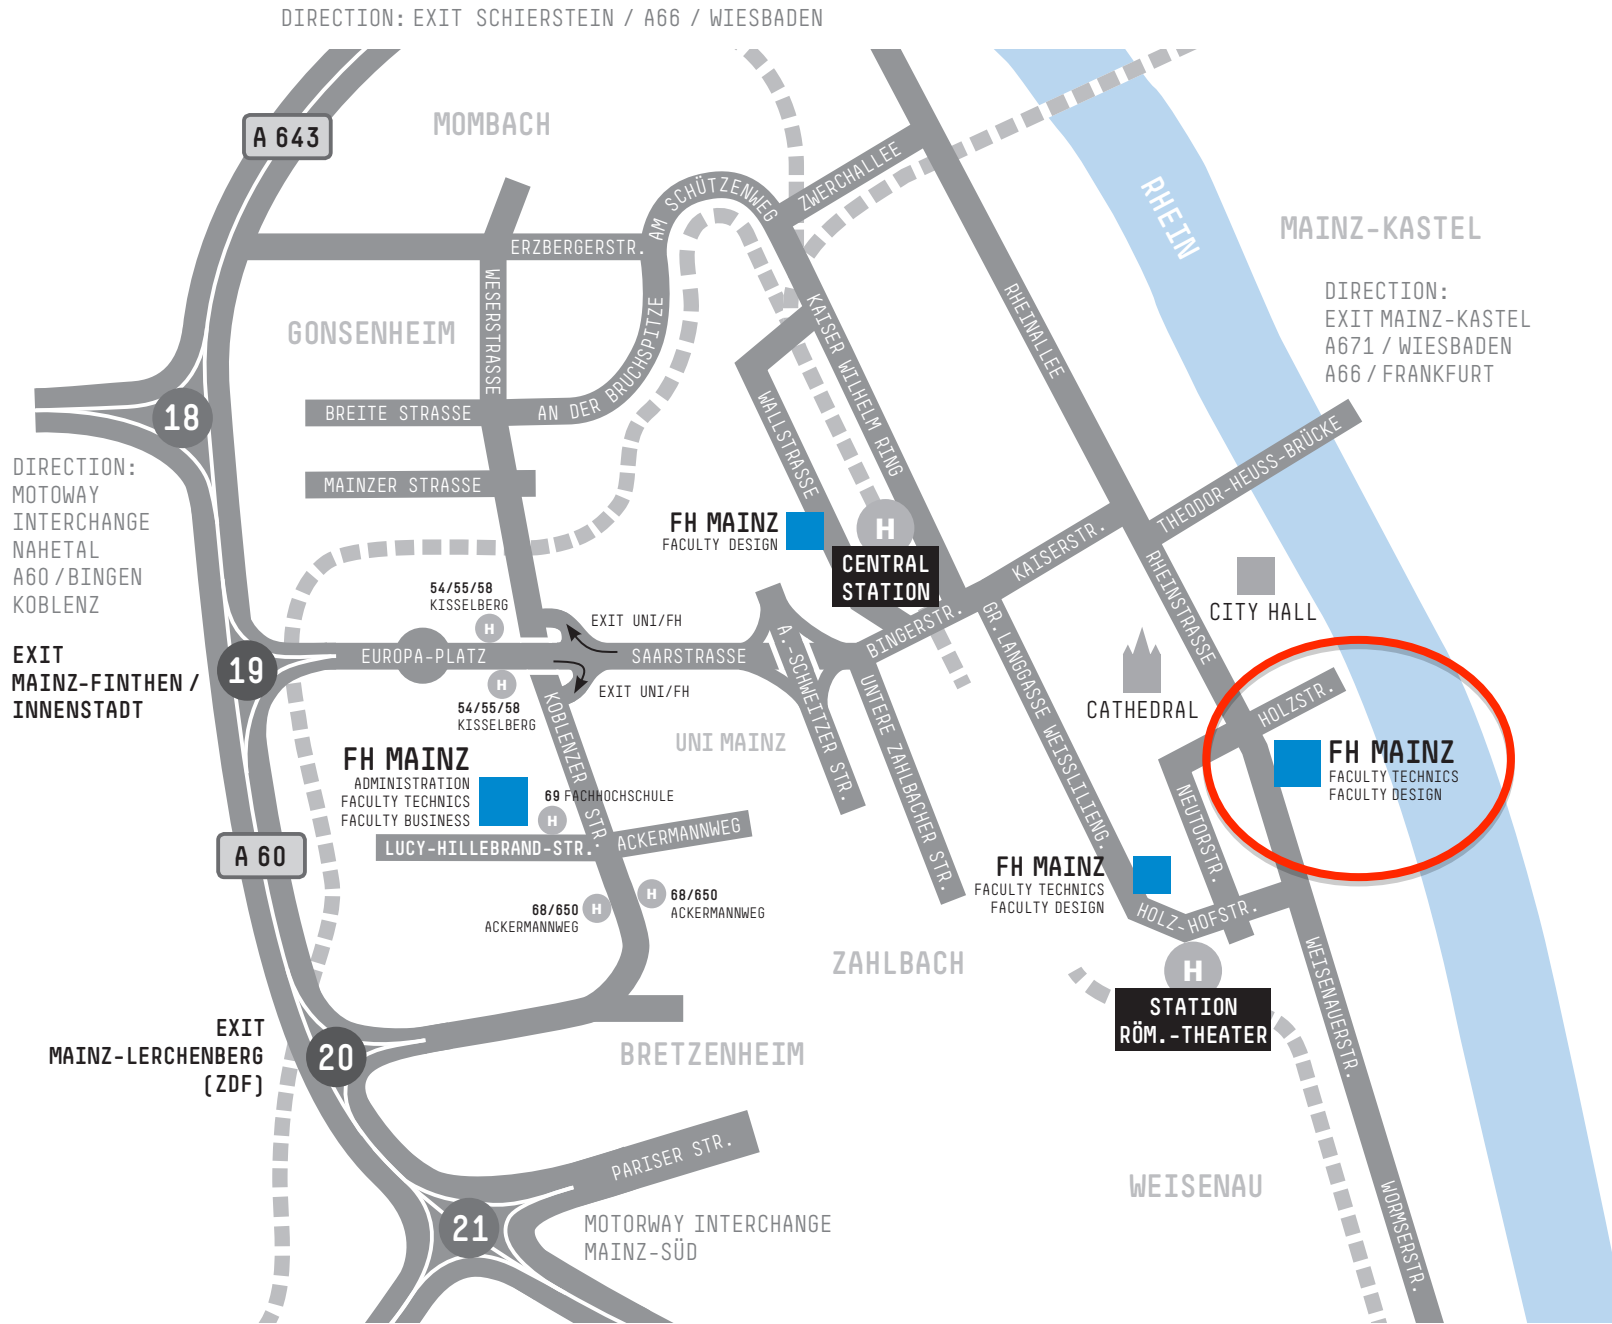 DIRECTION: EXIT SCHIERSTEIN / A66 / WIESBADEN
A 643
MOMBACH
ZWERCHALLEE
AM SCHÜTZENWEG
RHEIN
MAINZ-KASTEL
ERZBERGERSTR.
WESERSTRASSE
GONSENHEIM
AN DER BRUCHSPITZE
KAISER WILHELM RING
RHEINALLEE
DIRECTION:
EXIT MAINZ-KASTEL
A671 / WIESBADEN
A66 / FRANKFURT
18
BREITE STRASSE
WALLSTRASSE
THEODOR-HEUSS-BRÜCKE
DIRECTION:
MOTOWAY
INTERCHANGE
NAHETAL
A60 / BINGEN
KOBLENZ
MAINZER STRASSE
FH MAINZ
FACULTY DESIGN
H
CENTRAL
STATION
KAISERSTR.
RHEINSTRASSE
CITY HALL
54/55/58
KISSELBERG
H
EXIT UNI/FH
BINGERSTR.
GR. LANGGASSE WEISSLILIENG.
EXIT
MAINZ-FINTHEN /
INNENSTADT
19
EUROPA-PLATZ
SAARSTRASSE
A.-SCHWEITZER STR.
UNTERE ZAHLBACHER STR.
H
EXIT UNI/FH
54/55/58
KISSELBERG
KOBLENZER STR.
UNI MAINZ
CATHEDRAL
HOLZSTR.
FH MAINZ
FACULTY TECHNICS
FACULTY DESIGN
NEUTORSTR.
FH MAINZ
ADMINISTRATION
FACULTY TECHNICS
FACULTY BUSINESS
69 FACHHOCHSCHULE
H
LUCY-HILLEBRAND-STR.
ACKERMANNWEG
A 60
FH MAINZ
FACULTY TECHNICS
FACULTY DESIGN
68/650
ACKERMANNWEG
H
H
68/650
ACKERMANNWEG
HOLZ-HOFSTR.
ZAHLBACH
H
STATION
RÖM.-THEATER
WEISENAUERSTR.
EXIT
MAINZ-LERCHENBERG
(ZDF)
20
BRETZENHEIM
PARISER STR.
WEISENAU
WORMSERSTR.
21
MOTORWAY INTERCHANGE
MAINZ-SÜD